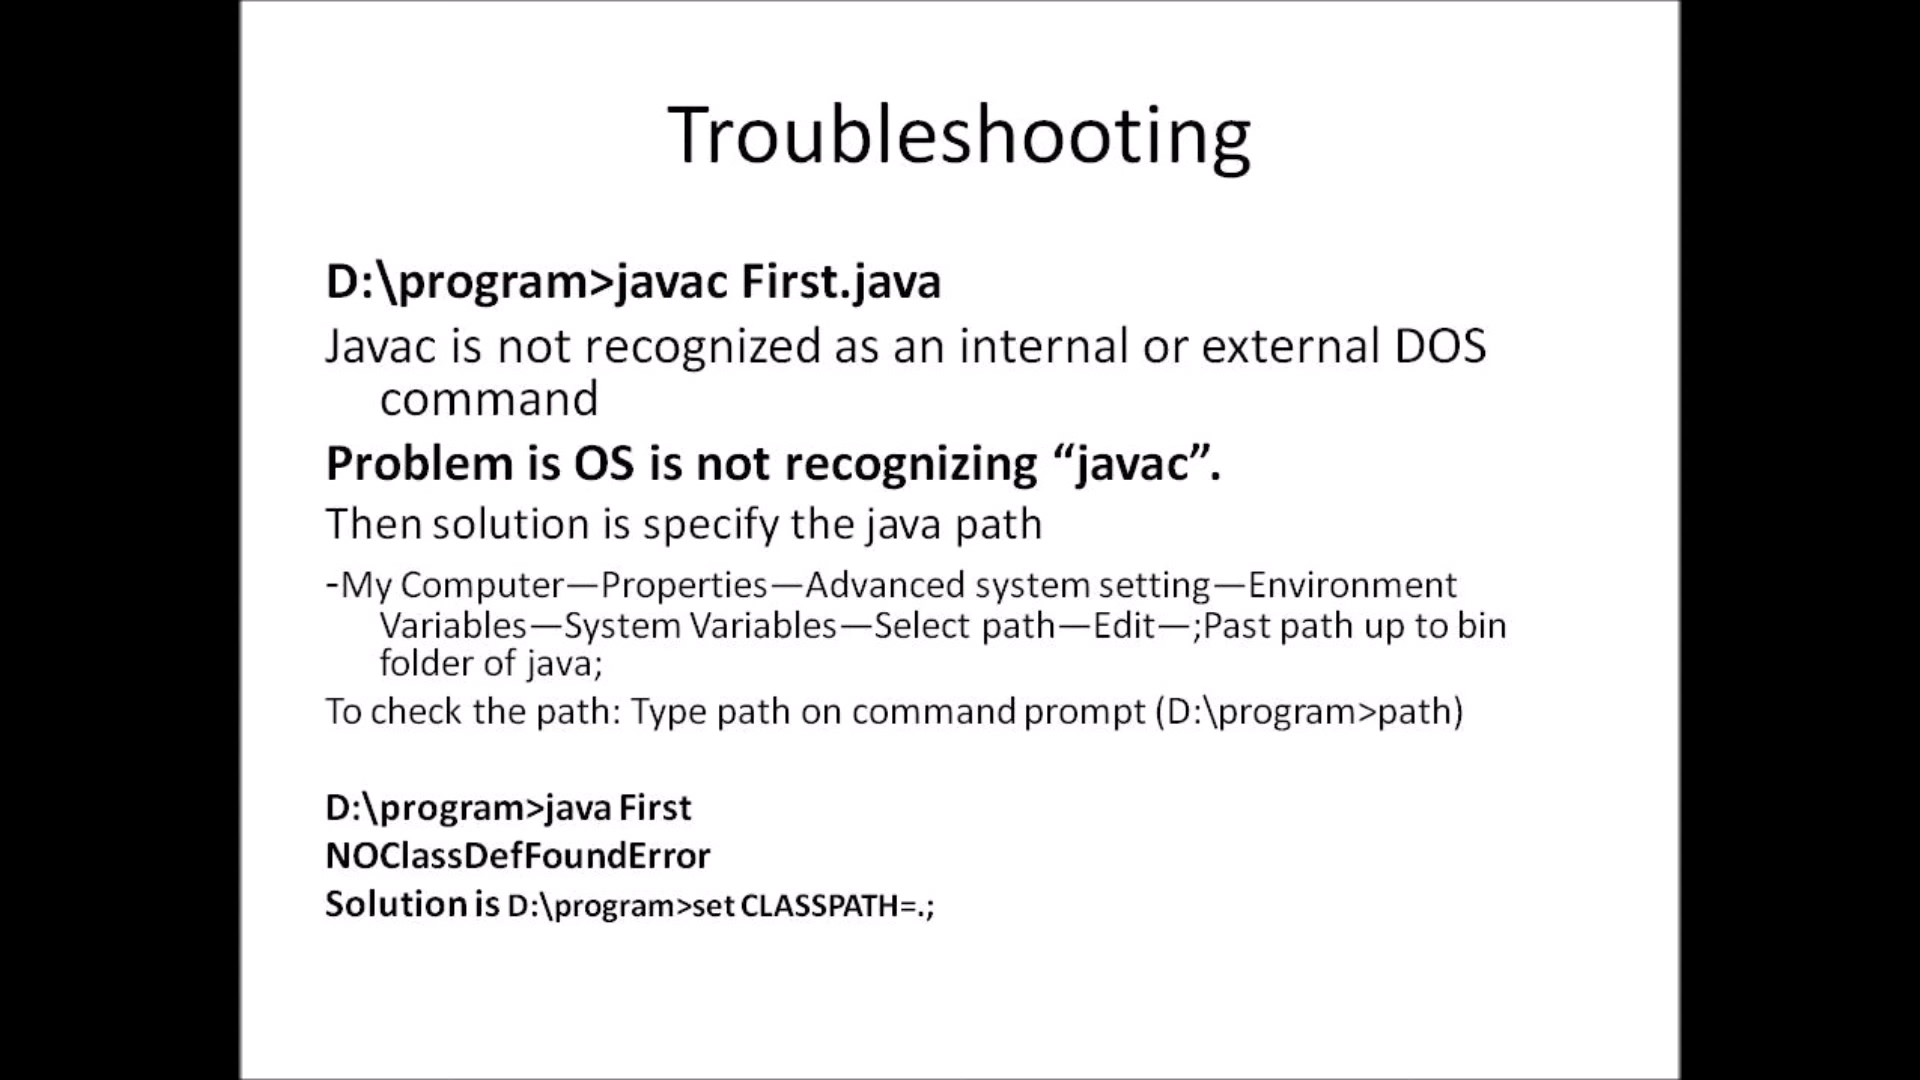 Troubleshooting
D:\program>javac First.java
Javac is not recognized as an internal or external DOS
command
Problem is OS is not recognizing “javac”.
Then solution is specify the java path
-My Computer—Properties—Advanced system setting—Environment
Variables—System Variables—Select path—Edit—;Past path up to bin
folder of java;
To check the path: Type path on command prompt (D:\program>path)
D:\program>java First
NOClassDefFoundError
Solution is D:\program>set CLASSPATH=.;